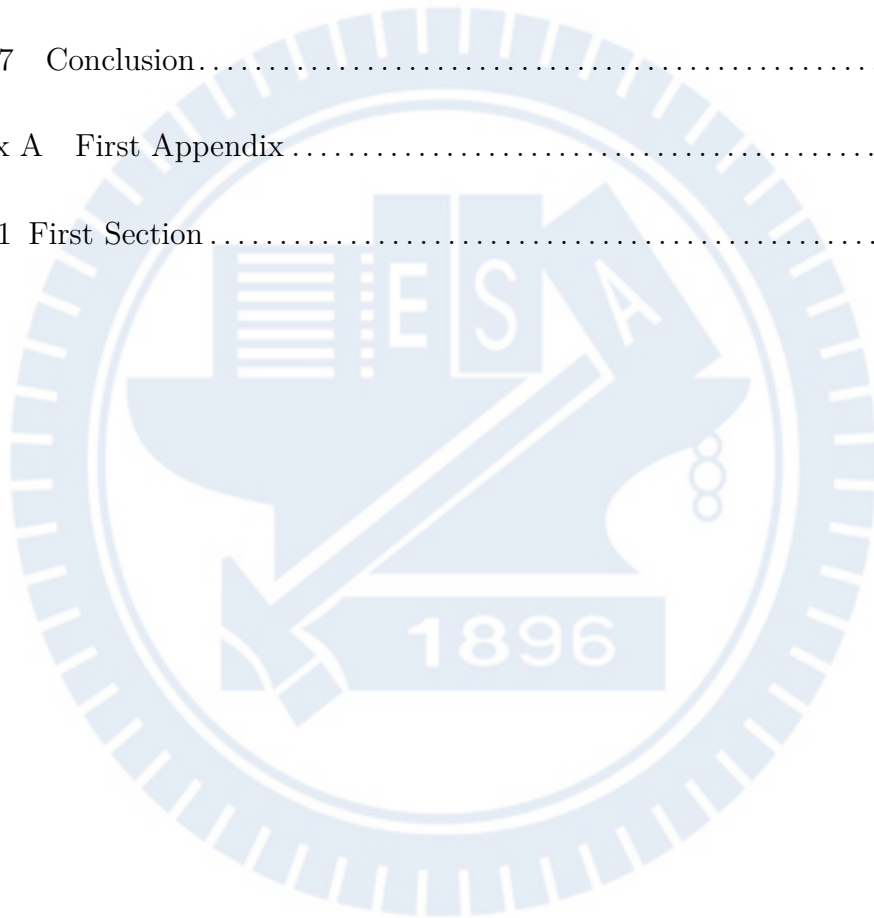 7 Conclusion........................................................
x A First Appendix..................................................
1 First Section.........................................................
E S A
1896